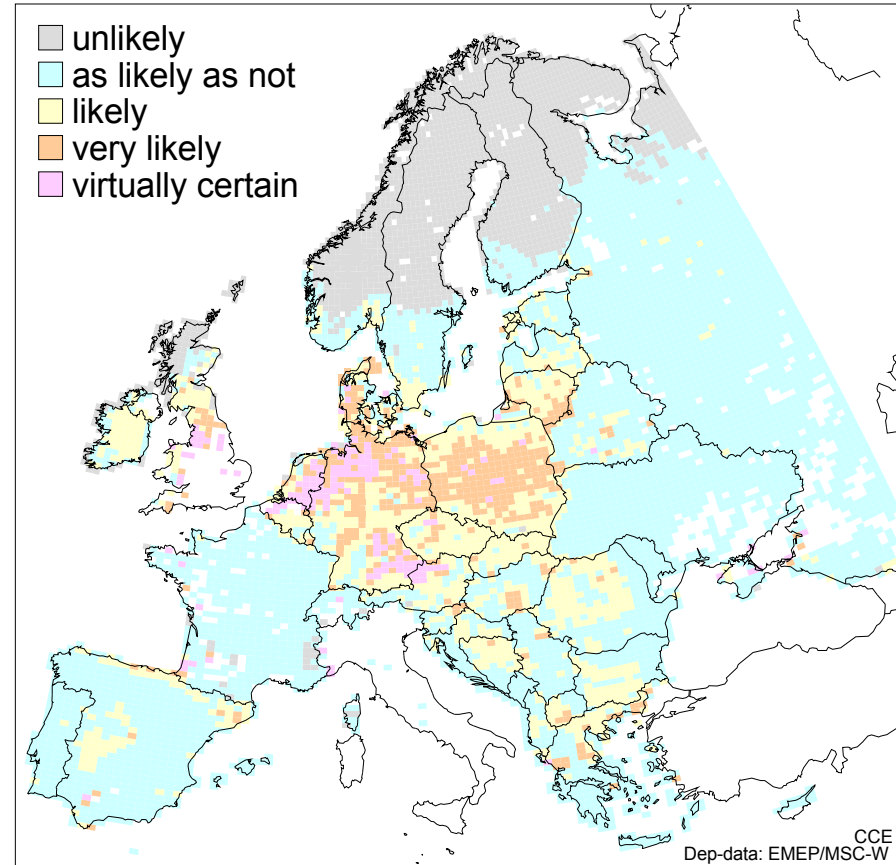 unlikely
as likely as not
likely
very likely
virtually certain
CCE
Dep-data: EMEP/MSC-W